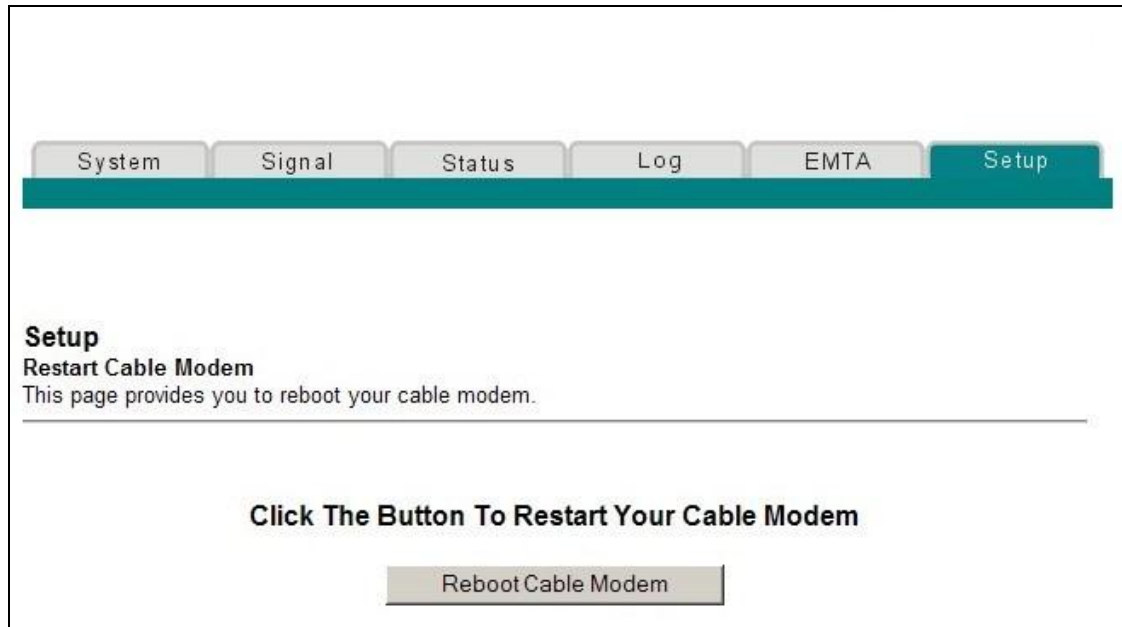 System Signal Status Log EMTA Setup
Setup
Restart Cable Modem
This page provides you to reboot your cable modem.
Click The Button To Restart Your Cable Modem
Reboot Cable Modem